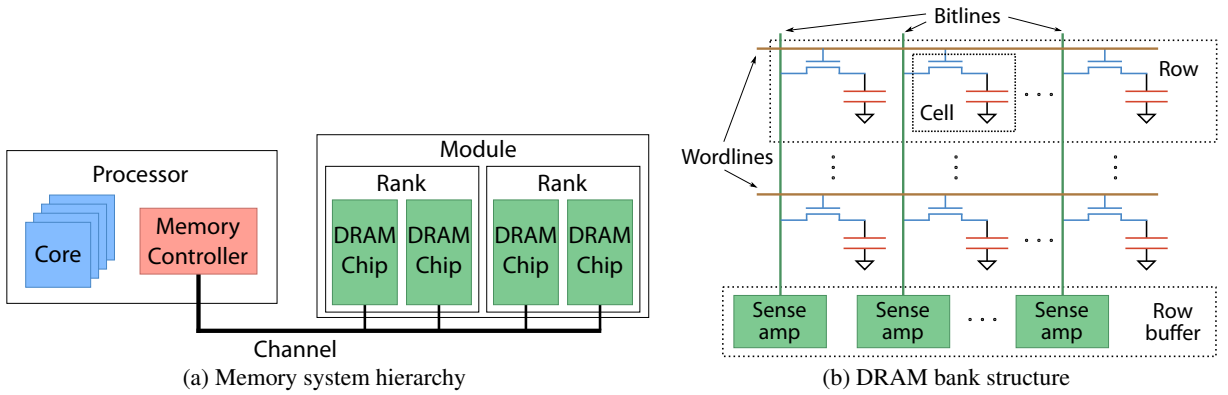 Processor
Core
Memory
Controller
Module
Rank
Rank
DRAM
Chip
DRAM
Chip
DRAM
Chip
DRAM
Chip
Channel
(a) Memory system hierarchy
Bitlines
Row
Cell
Wordlines
Sense
amp
Sense
amp
Sense
amp
Row
buffer
(b) DRAM bank structure